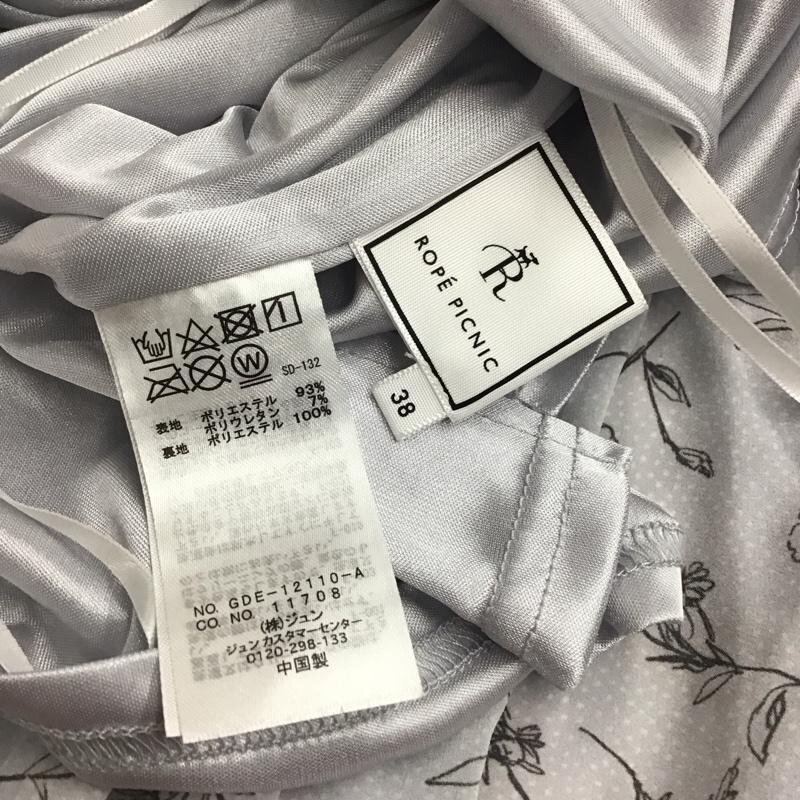 R
ROPÉ PICNIC
38
W
SD-132
表地 ポリエステル 93%
ポリウレタン 7%
裏地 ポリエステル 100%
NO. GDE-12110-A
CO. NO. 11708
(株)ジュン
ジュン カスタマーセンター
0120-298-133
中国製